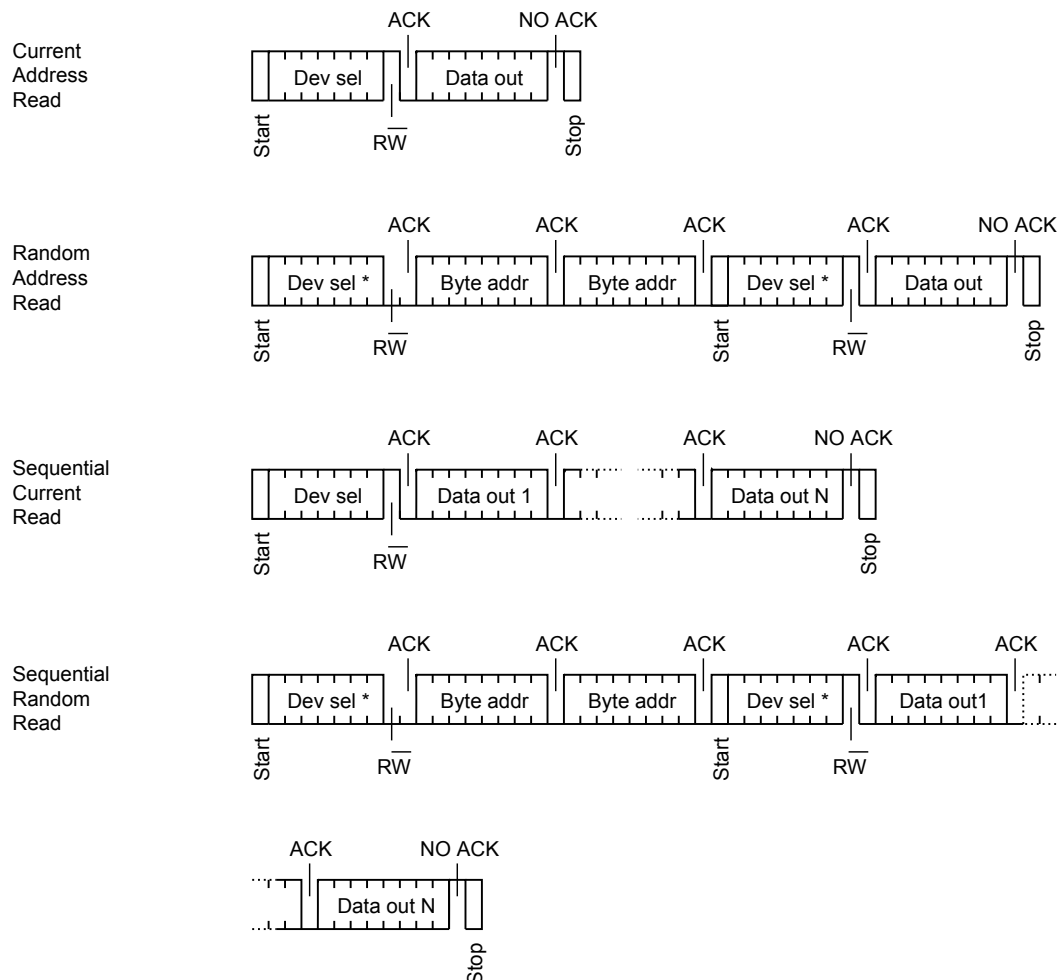 ACK NO ACK
Current
Address
Read
Dev sel Data out
Start RW Stop
ACK ACK ACK ACK NO ACK
Random
Address
Read
Dev sel * Byte addr Byte addr Dev sel * Data out
Start RW Start RW Stop
ACK ACK ACK NO ACK
Sequential
Current
Read
Dev sel Data out 1 Data out N
Start RW Stop
ACK ACK ACK ACK ACK
Sequential
Random
Read
Dev sel * Byte addr Byte addr Dev sel * Data out1
Start RW Start RW
ACK NO ACK
Data out N
Stop